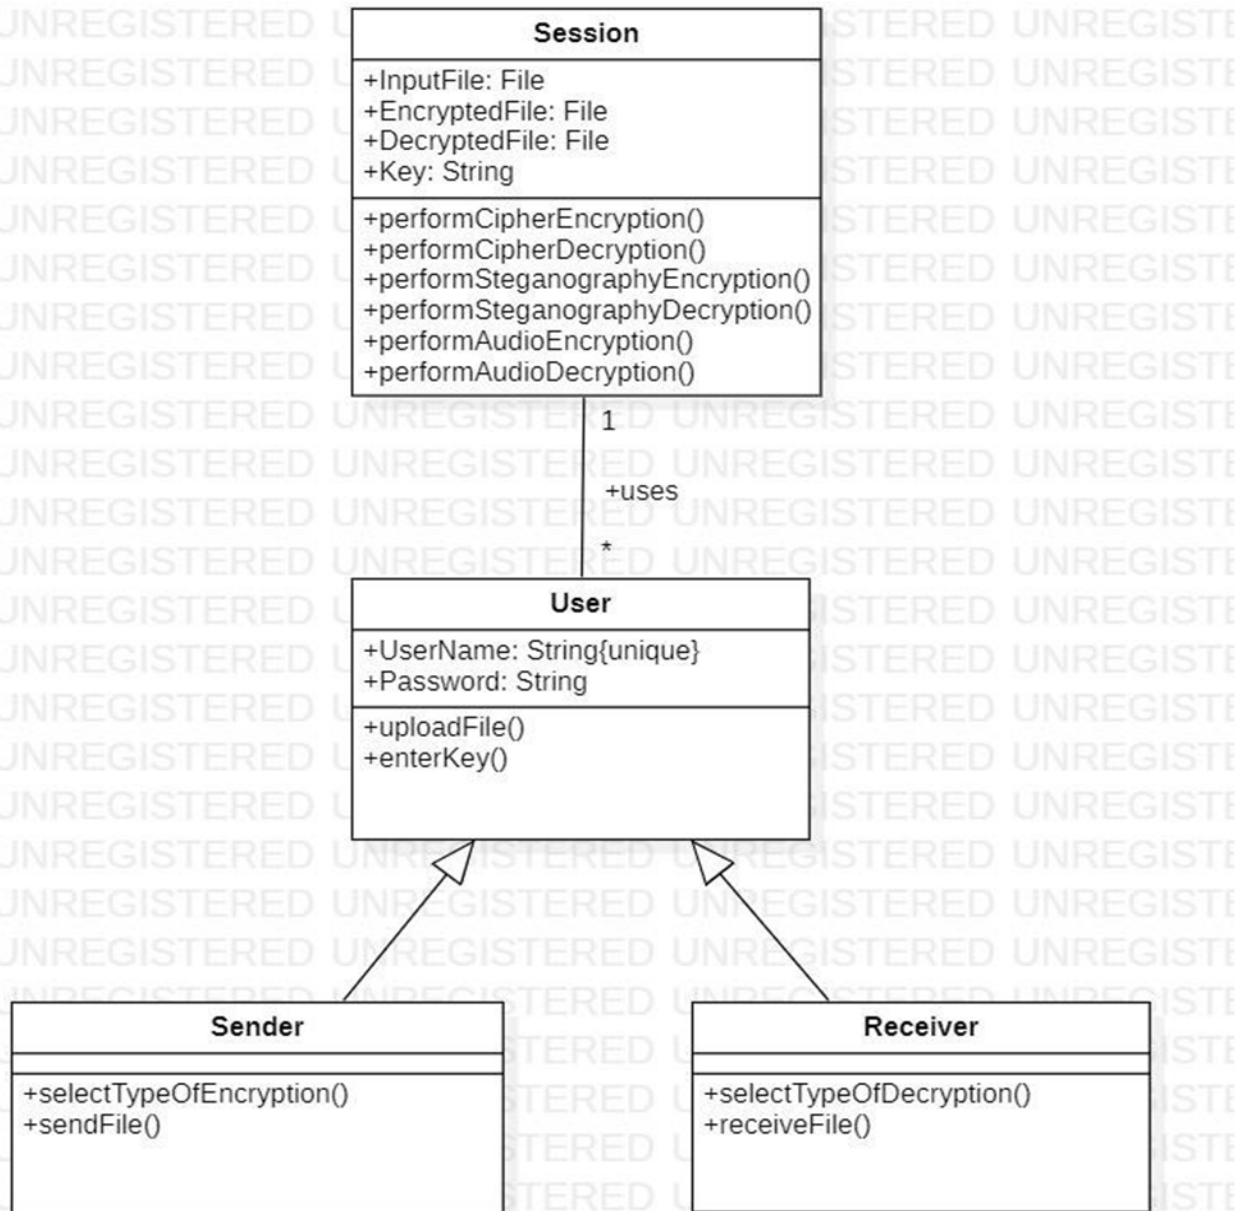 Session
+InputFile: File
+EncryptedFile: File
+DecryptedFile: File
+Key: String
+performCipherEncryption()
+performCipherDecryption()
+performSteganographyEncryption()
+performSteganographyDecryption()
+performAudioEncryption()
+performAudioDecryption()
1
+uses
*
User
+UserName: String{unique}
+Password: String
+uploadFile()
+enterKey()
Sender
+selectTypeOfEncryption()
+sendFile()
Receiver
+selectTypeOfDecryption()
+receiveFile()
UNREGISTERED